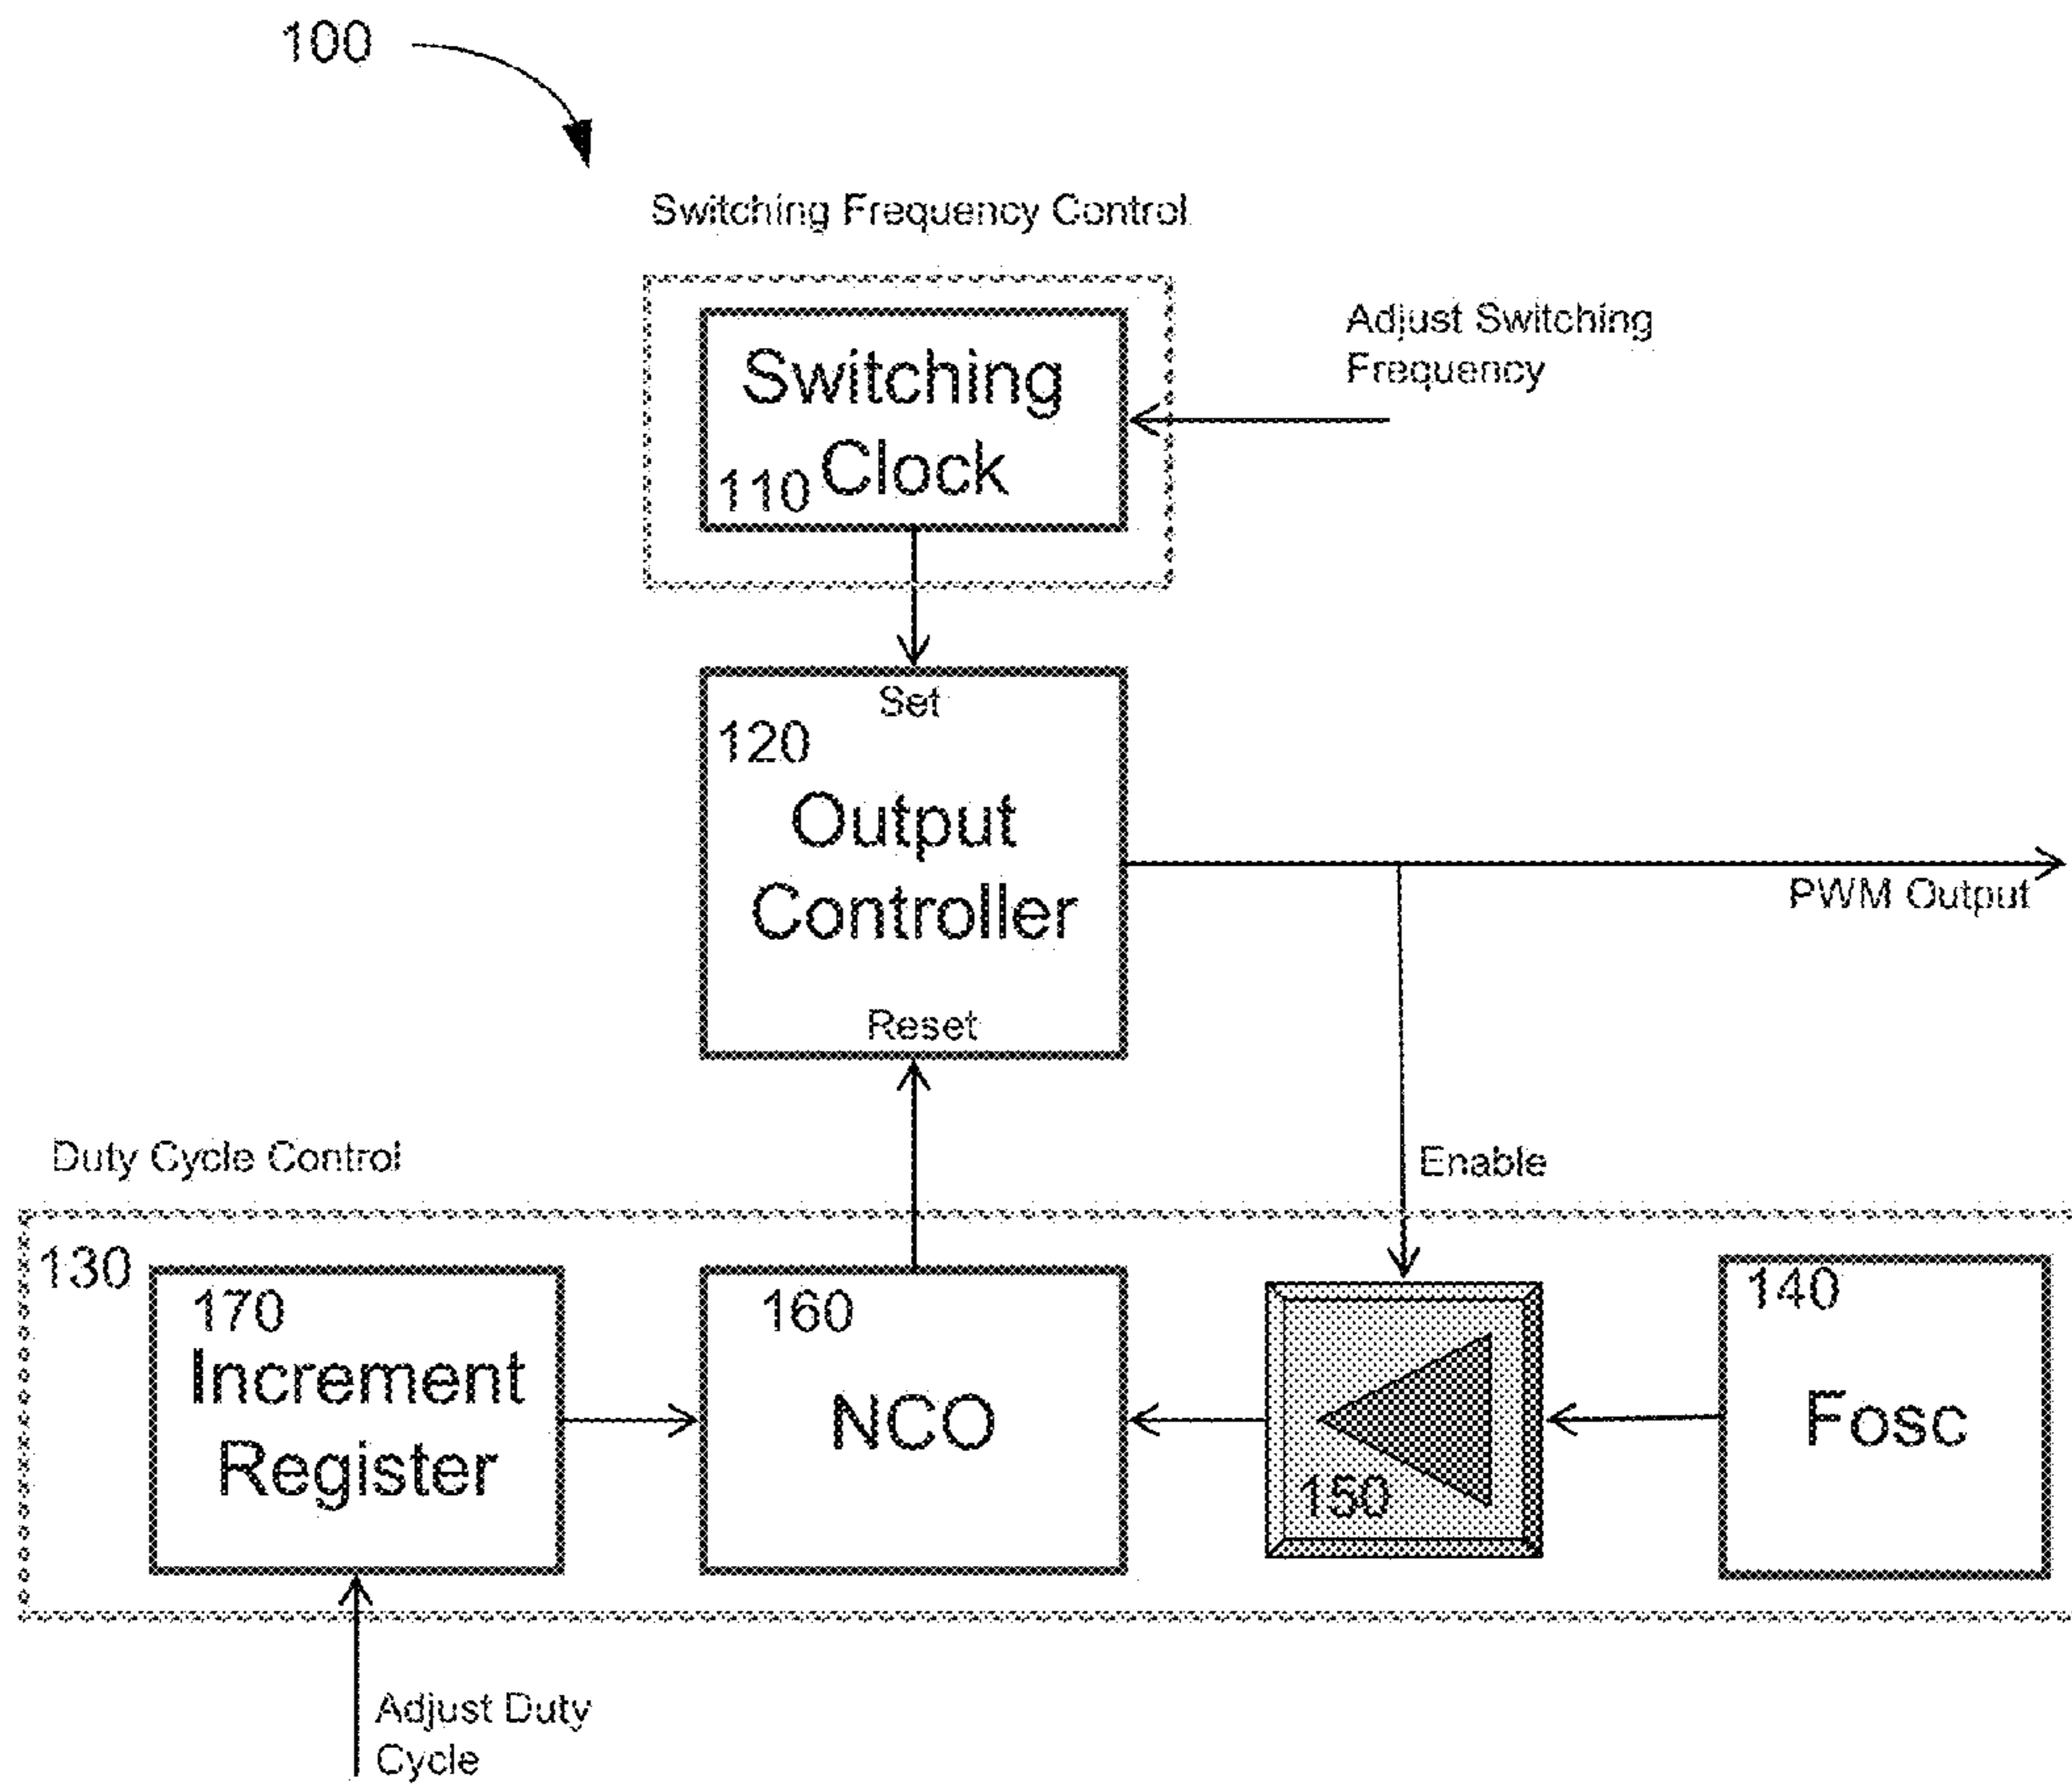 100
Switching Frequency Control
Switching
Clock
110
Adjust Switching
Frequency
Set
120
Output
Controller
Reset
PWM Output
Duty Cycle Control
Enable
130
170
Increment
Register
160
NCO
150
140
Fosc
Adjust Duty
Cycle